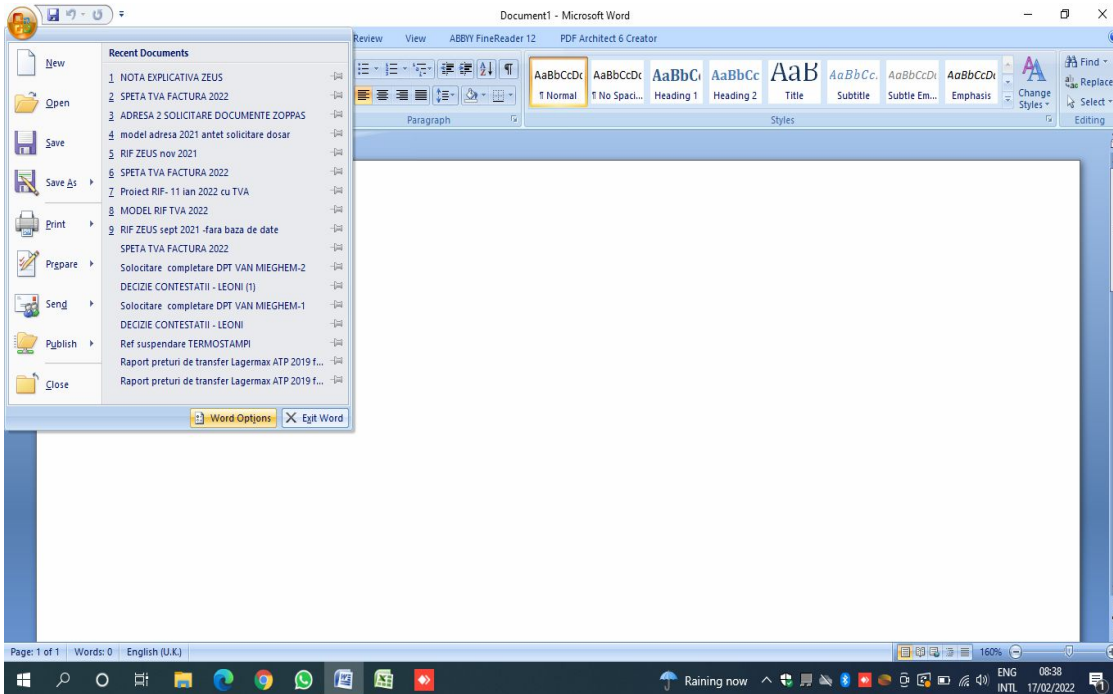 Document1 - Microsoft Word
Review View ABBYY FineReader 12 PDF Architect 6 Creator
New
Open
Save
Save As
Print
Prepare
Send
Publish
Close
Recent Documents
1 NOTA EXPLICATIVA ZEUS
2 SPETA TVA FACTURA 2022
3 ADRESA 2 SOLICITARE DOCUMENTE ZOPPAS
4 model adresa 2021 antet solicitare dosar
5 RIF ZEUS nov 2021
6 SPETA TVA FACTURA 2022
7 Proiect RIF- 11 ian 2022 cu TVA
8 MODEL RIF TVA 2022
9 RIF ZEUS sept 2021 -fara baza de date
SPETA TVA FACTURA 2022
Solocitare completare DPT VAN MIEGHEM-2
DECIZIE CONTESTATII - LEONI (1)
Solocitare completare DPT VAN MIEGHEM-1
DECIZIE CONTESTATII - LEONI
Ref suspendare TERMOSTAMPI
Raport preturi de transfer Lagermax ATP 2019 f...
Raport preturi de transfer Lagermax ATP 2019 f...
Word Options Exit Word
AaBbCcDc AaBbCcDc AaBbC AaBbCc AaB AaBbCc. AaBbCcDc AaBbCcDc
¶ Normal ¶ No Spaci... Heading 1 Heading 2 Title Subtitle Subtle Em... Emphasis
Change
Styles
Find
Replace
Select
Paragraph Styles Editing
Page: 1 of 1 Words: 0 English (U.K.) 160%
Raining now ENG 08:38
INTL 17/02/2022